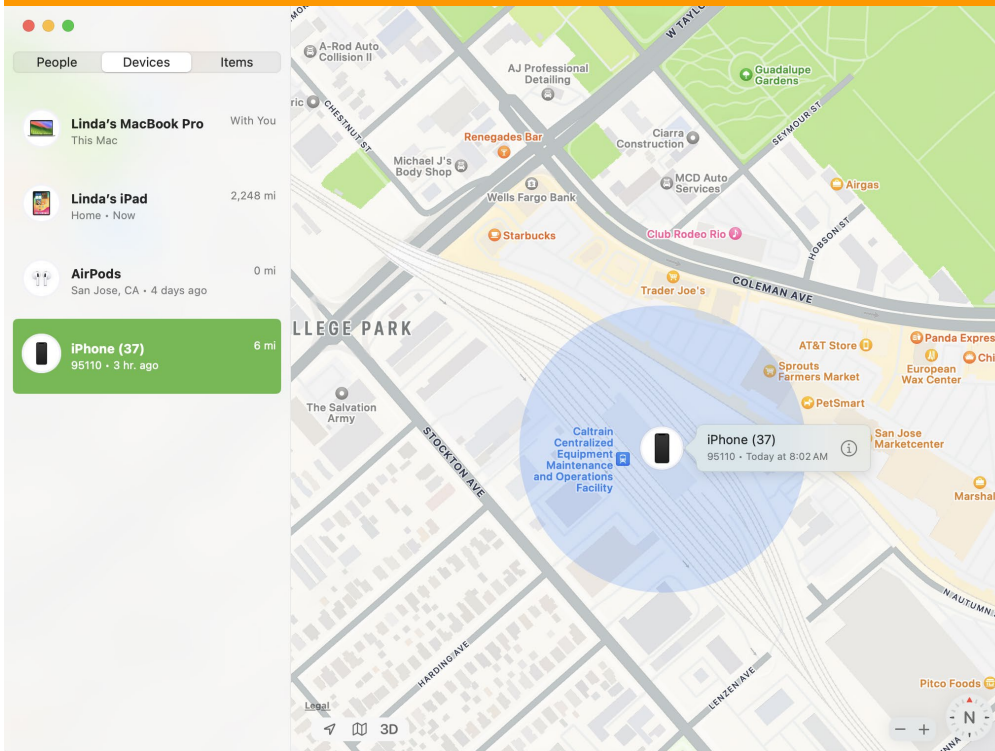 People
Devices
Items
Linda's MacBook Pro
With You
This Mac
Linda's iPad
2,248 mi
Home • Now
AirPods
0 mi
San Jose, CA • 4 days ago
iPhone (37)
6 mi
95110 • 3 hr. ago
W TAYLO
A-Rod Auto
Collision II
AJ Professional
Detailing
Guadalupe
Gardens
ric
CHESTNUT ST
SEYMOUR ST
Renegades Bar
Ciarra
Construction
Michael J's
Body Shop
MCD Auto
Services
Wells Fargo Bank
Airgas
Starbucks
Club Rodeo Rio
HOBSON ST
Trader Joe's
COLEMAN AVE
LLEGE PARK
AT&T Store
Panda Expres
Chi
European
Wax Center
Sprouts
Farmers Market
PetSmart
The Salvation
Army
STOCKTON AVE
Caltrain
Centralized
Equipment
Maintenance
and Operations
Facility
iPhone (37)
95110 • Today at 8:02 AM
San Jose
Marketcenter
Marshal
N AUTUMN
HARDING AVE
LENZEN AVE
Pitco Foods
Legal
3D
N
NNA